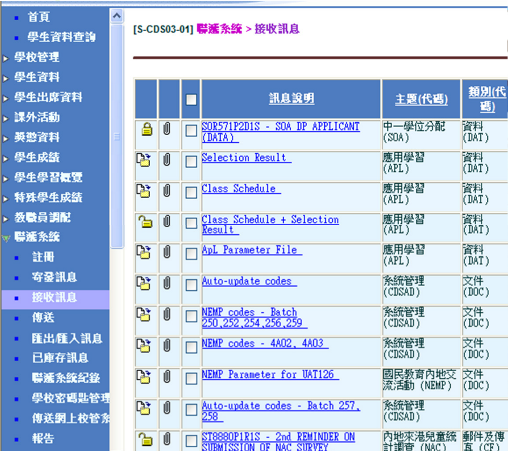 首頁
學生資料查詢
學校管理
學生資料
學生出席資料
課外活動
獎懲資料
學生成績
學生學習概覽
特殊學生成績
教職員調配
聯遞系統
註冊
寄發訊息
接收訊息
傳送
匯出/匯入訊息
已庫存訊息
聯遞系統紀錄
學校密碼匙管理
傳送網上校管系
報告
[S-CDS03-01] 聯遞系統 > 接收訊息
訊息說明 主題(代碼) 類別(代碼)
SOR571P2D1S - SOA DP APPLICANT (DATA) 中一學位分配 (SOA) 資料 (DAT)
Selection Result 應用學習 (APL) 資料 (DAT)
Class Schedule 應用學習 (APL) 資料 (DAT)
Class Schedule + Selection Result 應用學習 (APL) 資料 (DAT)
ApL Parameter File 應用學習 (APL) 資料 (DAT)
Auto-update codes 系統管理 (CDSAD) 文件 (DOC)
NEMP codes - Batch 250,252,254,256,259 系統管理 (CDSAD) 文件 (DOC)
NEMP codes - 4A02, 4A03 系統管理 (CDSAD) 文件 (DOC)
NEMP Parameter for UAT126 國民教育內地交流活動 (NEMP) 文件 (DOC)
Auto-update codes - Batch 257, 258 系統管理 (CDSAD) 文件 (DOC)
ST8880P1R1S - 2nd REMINDER ON SUBMISSION OF NAC SURVEY 內地來港兒童統計調查 (NAC) 郵件及傳真 (CF)